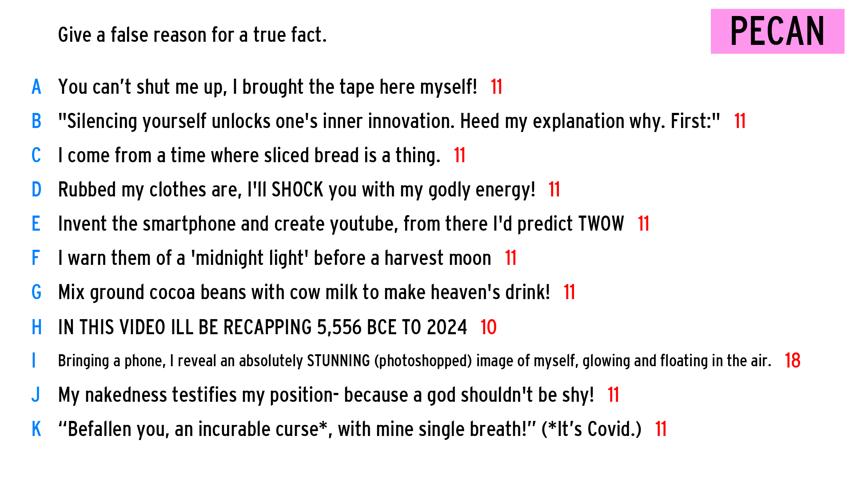 Give a false reason for a true fact.
PECAN
A You can't shut me up, I brought the tape here myself! 11
B "Silencing yourself unlocks one's inner innovation. Heed my explanation why. First:" 11
C I come from a time where sliced bread is a thing. 11
D Rubbed my clothes are, I'll SHOCK you with my godly energy! 11
E Invent the smartphone and create youtube, from there I'd predict TWOW 11
F I warn them of a 'midnight light' before a harvest moon 11
G Mix ground cocoa beans with cow milk to make heaven's drink! 11
H IN THIS VIDEO ILL BE RECAPPING 5,556 BCE TO 2024 10
I Bringing a phone, I reveal an absolutely STUNNING (photoshopped) image of myself, glowing and floating in the air. 18
J My nakedness testifies my position- because a god shouldn't be shy! 11
K “Befallen you, an incurable curse*, with mine single breath!” (*It’s Covid.) 11